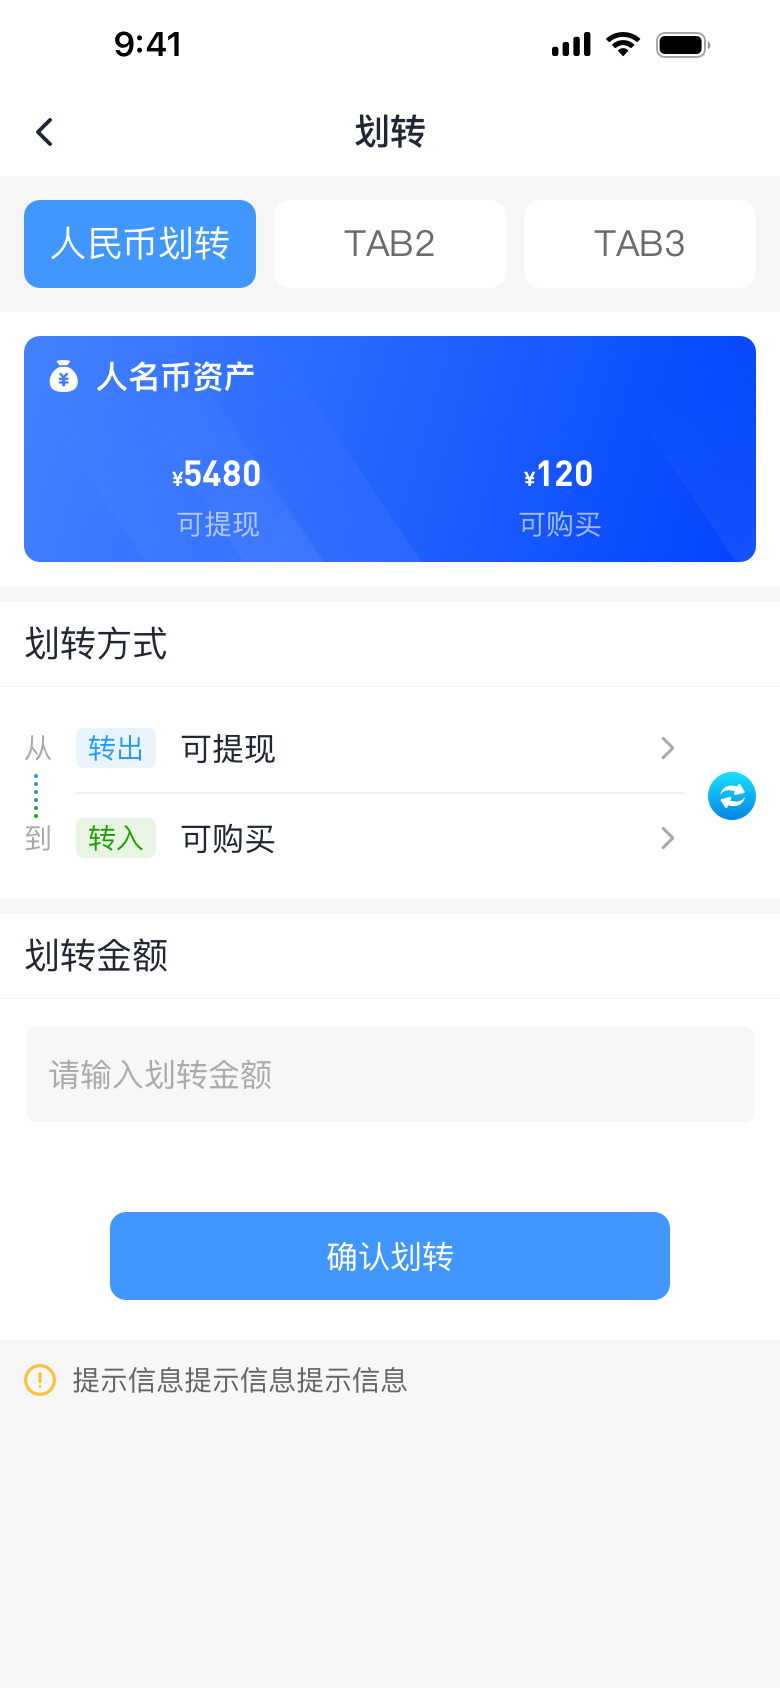 9:41
划转
人民币划转
TAB2
TAB3
人名币资产
¥5480
¥120
可提现
可购买
划转方式
从 转出 可提现
到 转入 可购买
划转金额
请输入划转金额
确认划转
提示信息提示信息提示信息